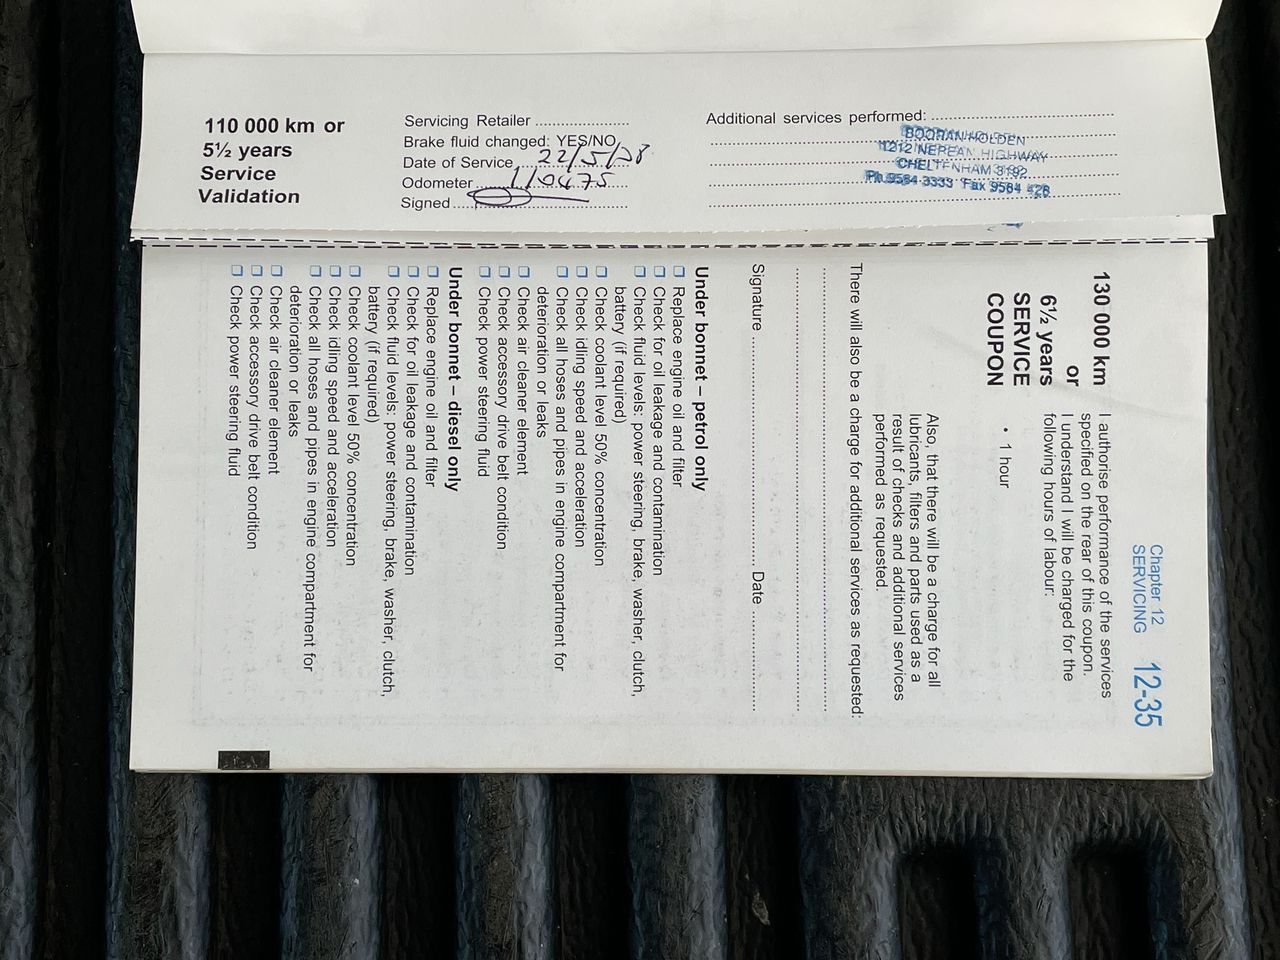 110 000 km or
5½ years
Service
Validation
Servicing Retailer
Brake fluid changed: YES/NO
Date of Service 22/5/08
Odometer 110475
Signed
Additional services performed:
BOORAN HOLDEN
1212 NEPEAN HIGHWAY
CHELTENHAM 3192
Ph 9584 3333 Fax 9584
Chapter 12
SERVICING 12-35
130 000 km
or
6½ years
SERVICE
COUPON
I authorise performance of the services
specified on the rear of this coupon.
I understand I will be charged for the
following hours of labour:
• 1 hour
Also, that there will be a charge for all
lubricants, filters and parts used as a
result of checks and additional services
performed as requested.
There will also be a charge for additional services as requested:
Signature Date
Under bonnet – petrol only
❑ Replace engine oil and filter
❑ Check for oil leakage and contamination
❑ Check fluid levels: power steering, brake, washer, clutch,
battery (if required)
❑ Check coolant level 50% concentration
❑ Check idling speed and acceleration
❑ Check all hoses and pipes in engine compartment for
deterioration or leaks
❑ Check air cleaner element
❑ Check accessory drive belt condition
❑ Check power steering fluid
Under bonnet – diesel only
❑ Replace engine oil and filter
❑ Check for oil leakage and contamination
❑ Check fluid levels: power steering, brake, washer, clutch,
battery (if required)
❑ Check coolant level 50% concentration
❑ Check idling speed and acceleration
❑ Check all hoses and pipes in engine compartment for
deterioration or leaks
❑ Check air cleaner element
❑ Check accessory drive belt condition
❑ Check power steering fluid